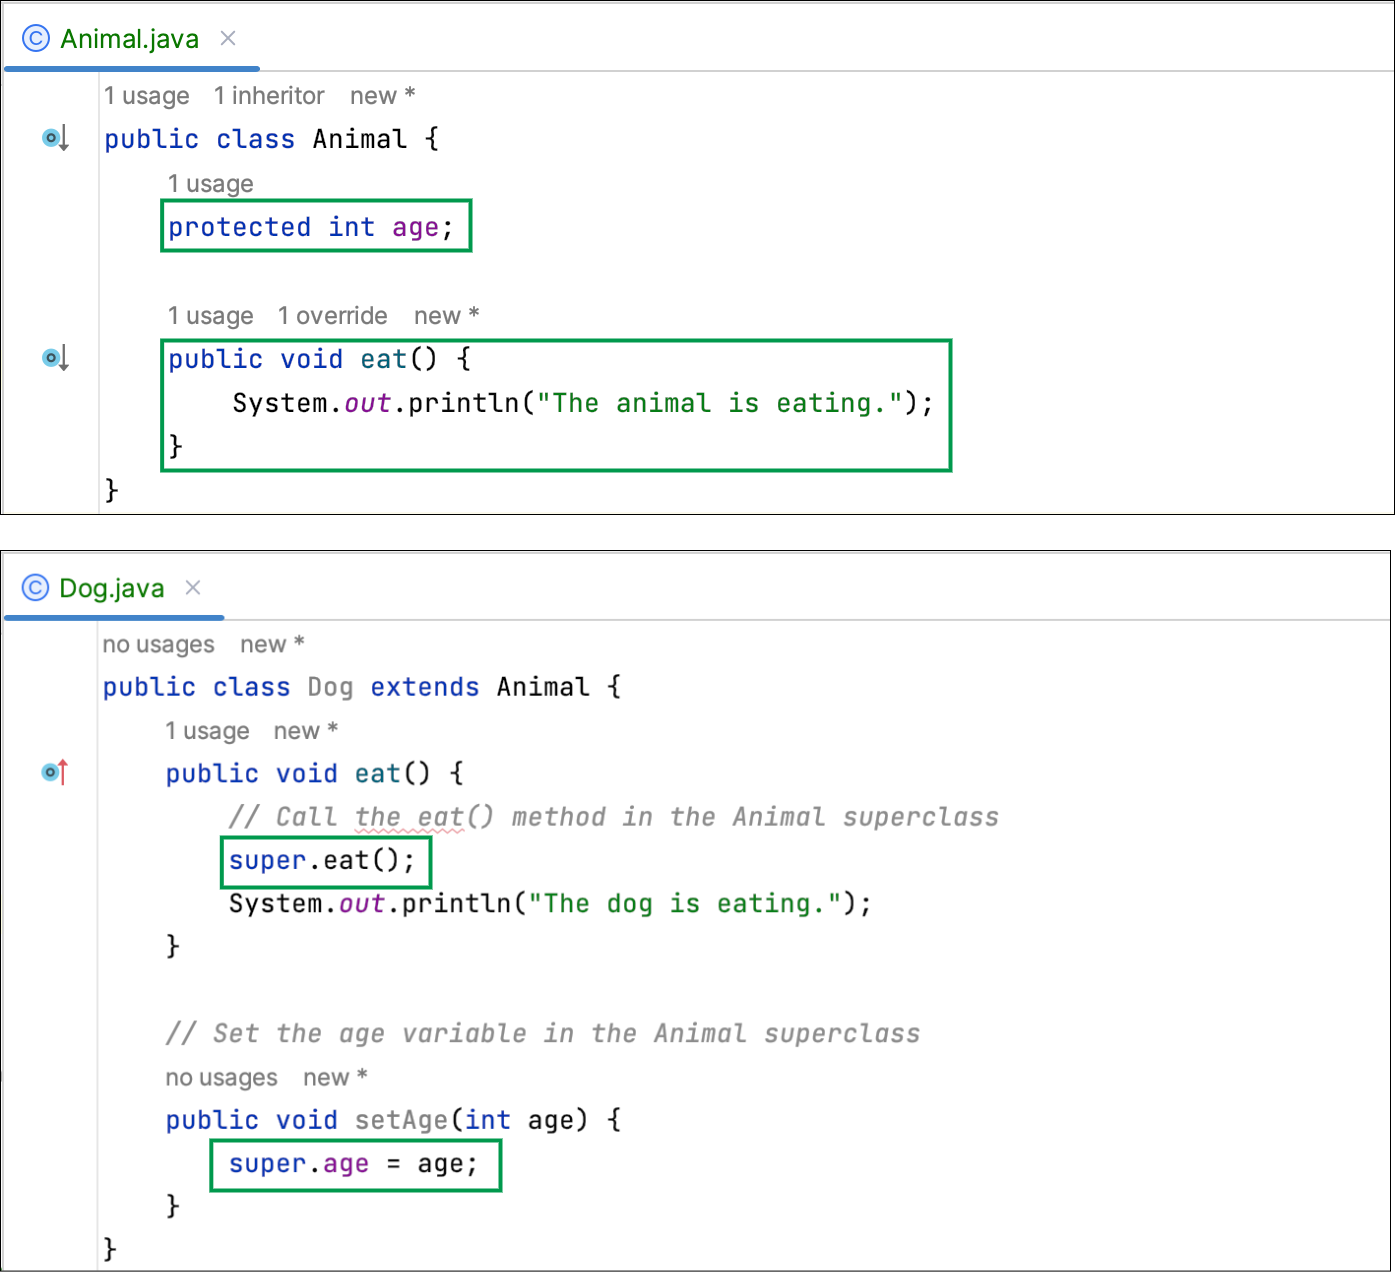 Animal.java
1 usage 1 inheritor new *
public class Animal {
1 usage
protected int age;
1 usage 1 override new *
public void eat() {
System.out.println("The animal is eating.");
}
}
Dog.java
no usages new *
public class Dog extends Animal {
1 usage new *
public void eat() {
// Call the eat() method in the Animal superclass
super.eat();
System.out.println("The dog is eating.");
}
// Set the age variable in the Animal superclass
no usages new *
public void setAge(int age) {
super.age = age;
}
}